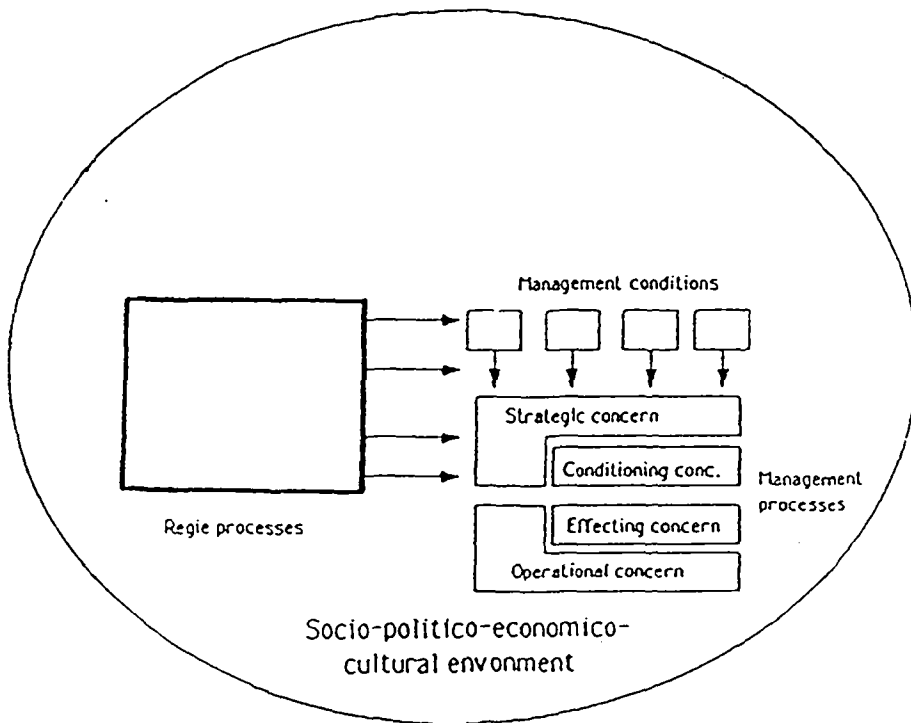 Management conditions
Strategic concern
Conditioning conc.
Management
processes
Effecting concern
Regie processes
Operational concern
Socio-politico-economico-
cultural envonment